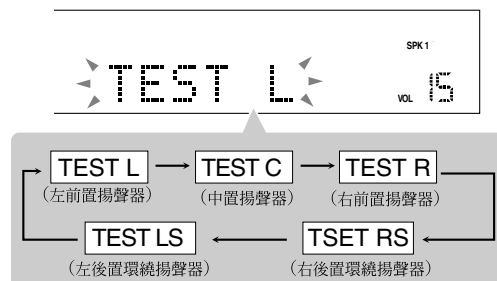 SPK 1
TEST L
VOL 15
TEST L
TEST C
TEST R
(左前置揚聲器)
(中置揚聲器)
(右前置揚聲器)
TEST LS
TSET RS
(左後置環繞揚聲器)
(右後置環繞揚聲器)